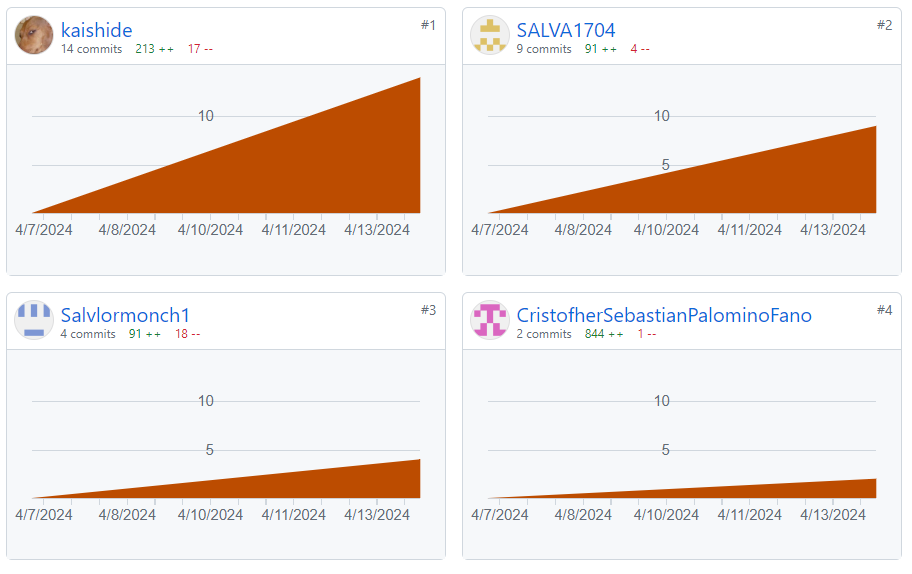 kaishide #1
14 commits 213 ++ 17 --
10
4/7/2024 4/8/2024 4/10/2024 4/11/2024 4/13/2024
SALVA1704 #2
9 commits 91 ++ 4 --
10
5
4/7/2024 4/8/2024 4/10/2024 4/11/2024 4/13/2024
Salvlormonch1 #3
4 commits 91 ++ 18 --
10
5
4/7/2024 4/8/2024 4/10/2024 4/11/2024 4/13/2024
CristofherSebastianPalominoFano #4
2 commits 844 ++ 1 --
10
5
4/7/2024 4/8/2024 4/10/2024 4/11/2024 4/13/2024